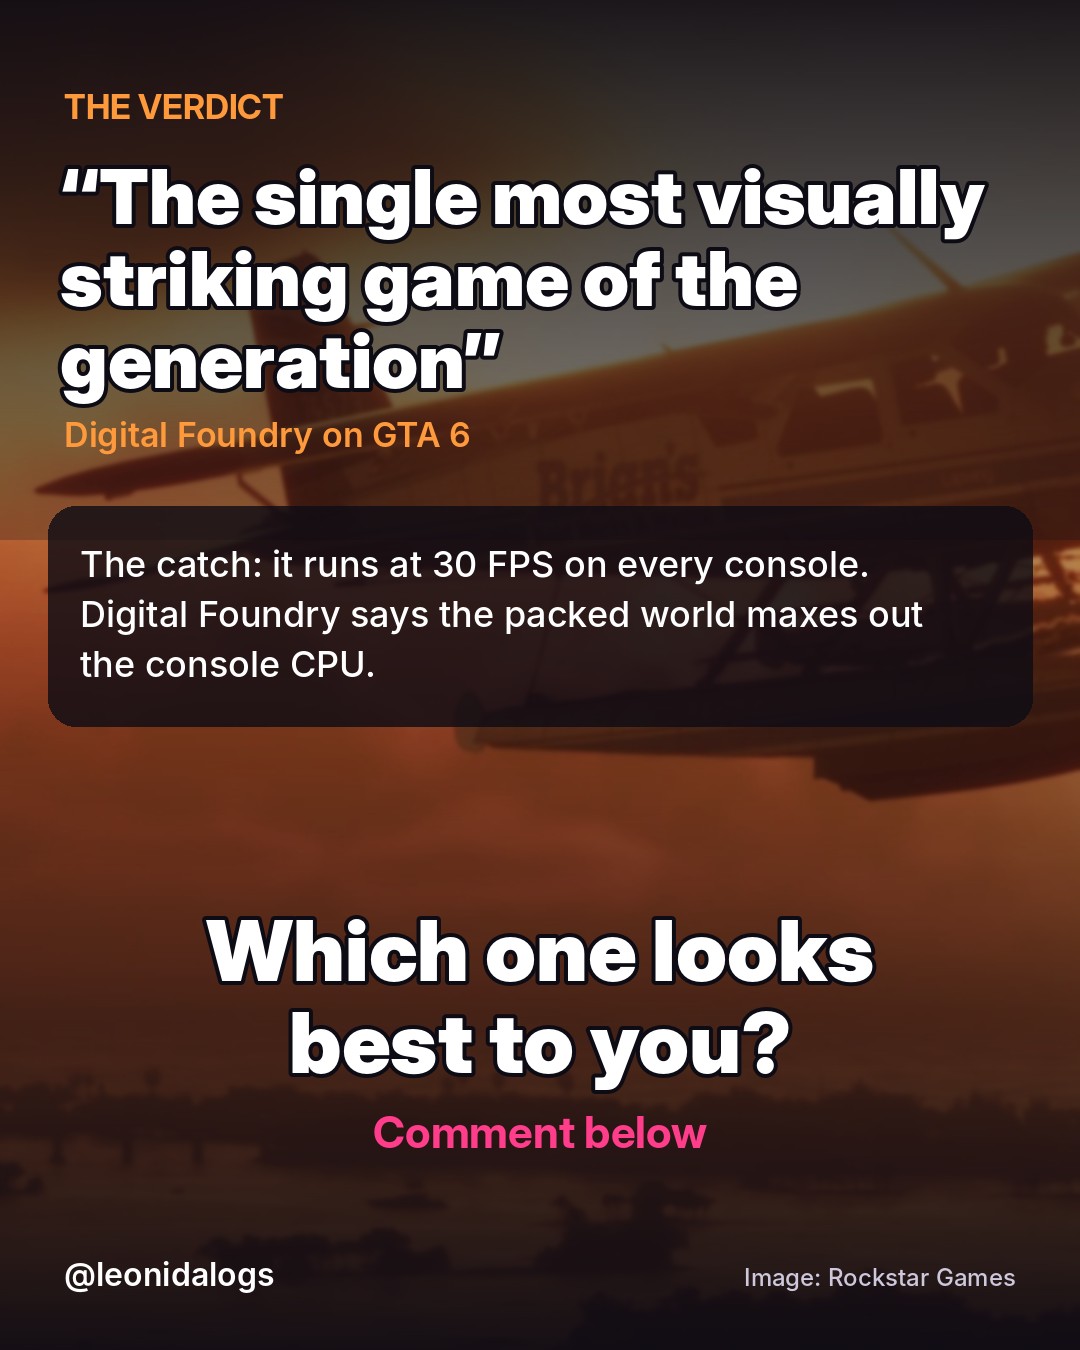 THE VERDICT
“The single most visually
striking game of the
generation”
Digital Foundry on GTA 6
Brian's
The catch: it runs at 30 FPS on every console.
Digital Foundry says the packed world maxes out
the console CPU.
Which one looks
best to you?
Comment below
@leonidalogs
Image: Rockstar Games